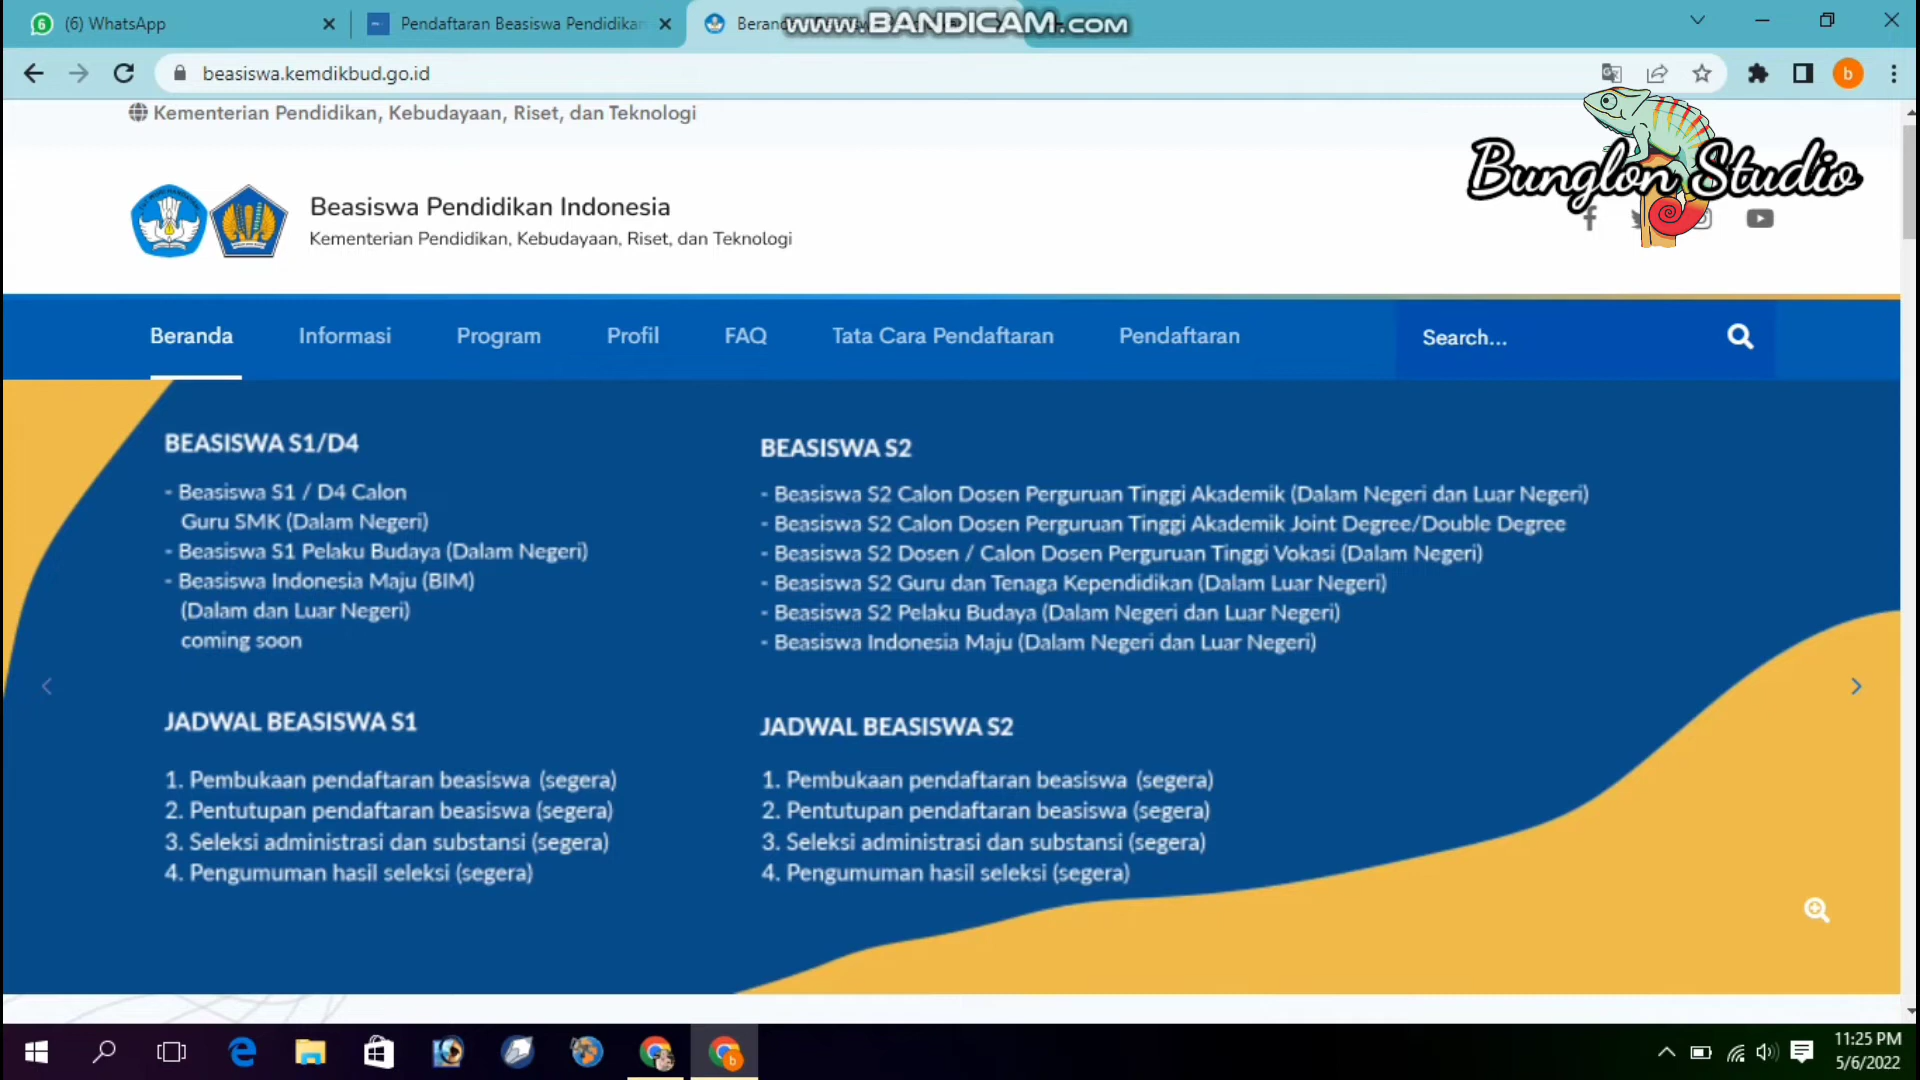 (6) WhatsApp
Pendaftaran Beasiswa Pendidikan
www.BANDICAM.com
beasiswa.kemdikbud.go.id
b
Kementerian Pendidikan, Kebudayaan, Riset, dan Teknologi
Bunglon Studio
Beasiswa Pendidikan Indonesia
Kementerian Pendidikan, Kebudayaan, Riset, dan Teknologi
Beranda Informasi Program Profil FAQ Tata Cara Pendaftaran Pendaftaran Search...
BEASISWA S1/D4
- Beasiswa S1 / D4 Calon
Guru SMK (Dalam Negeri)
- Beasiswa S1 Pelaku Budaya (Dalam Negeri)
- Beasiswa Indonesia Maju (BIM)
(Dalam dan Luar Negeri)
coming soon
BEASISWA S2
- Beasiswa S2 Calon Dosen Perguruan Tinggi Akademik (Dalam Negeri dan Luar Negeri)
- Beasiswa S2 Calon Dosen Perguruan Tinggi Akademik Joint Degree/Double Degree
- Beasiswa S2 Dosen / Calon Dosen Perguruan Tinggi Vokasi (Dalam Negeri)
- Beasiswa S2 Guru dan Tenaga Kependidikan (Dalam Luar Negeri)
- Beasiswa S2 Pelaku Budaya (Dalam Negeri dan Luar Negeri)
- Beasiswa Indonesia Maju (Dalam Negeri dan Luar Negeri)
JADWAL BEASISWA S1
1. Pembukaan pendaftaran beasiswa (segera)
2. Pentutupan pendaftaran beasiswa (segera)
3. Seleksi administrasi dan substansi (segera)
4. Pengumuman hasil seleksi (segera)
JADWAL BEASISWA S2
1. Pembukaan pendaftaran beasiswa (segera)
2. Pentutupan pendaftaran beasiswa (segera)
3. Seleksi administrasi dan substansi (segera)
4. Pengumuman hasil seleksi (segera)
11:25 PM
5/6/2022